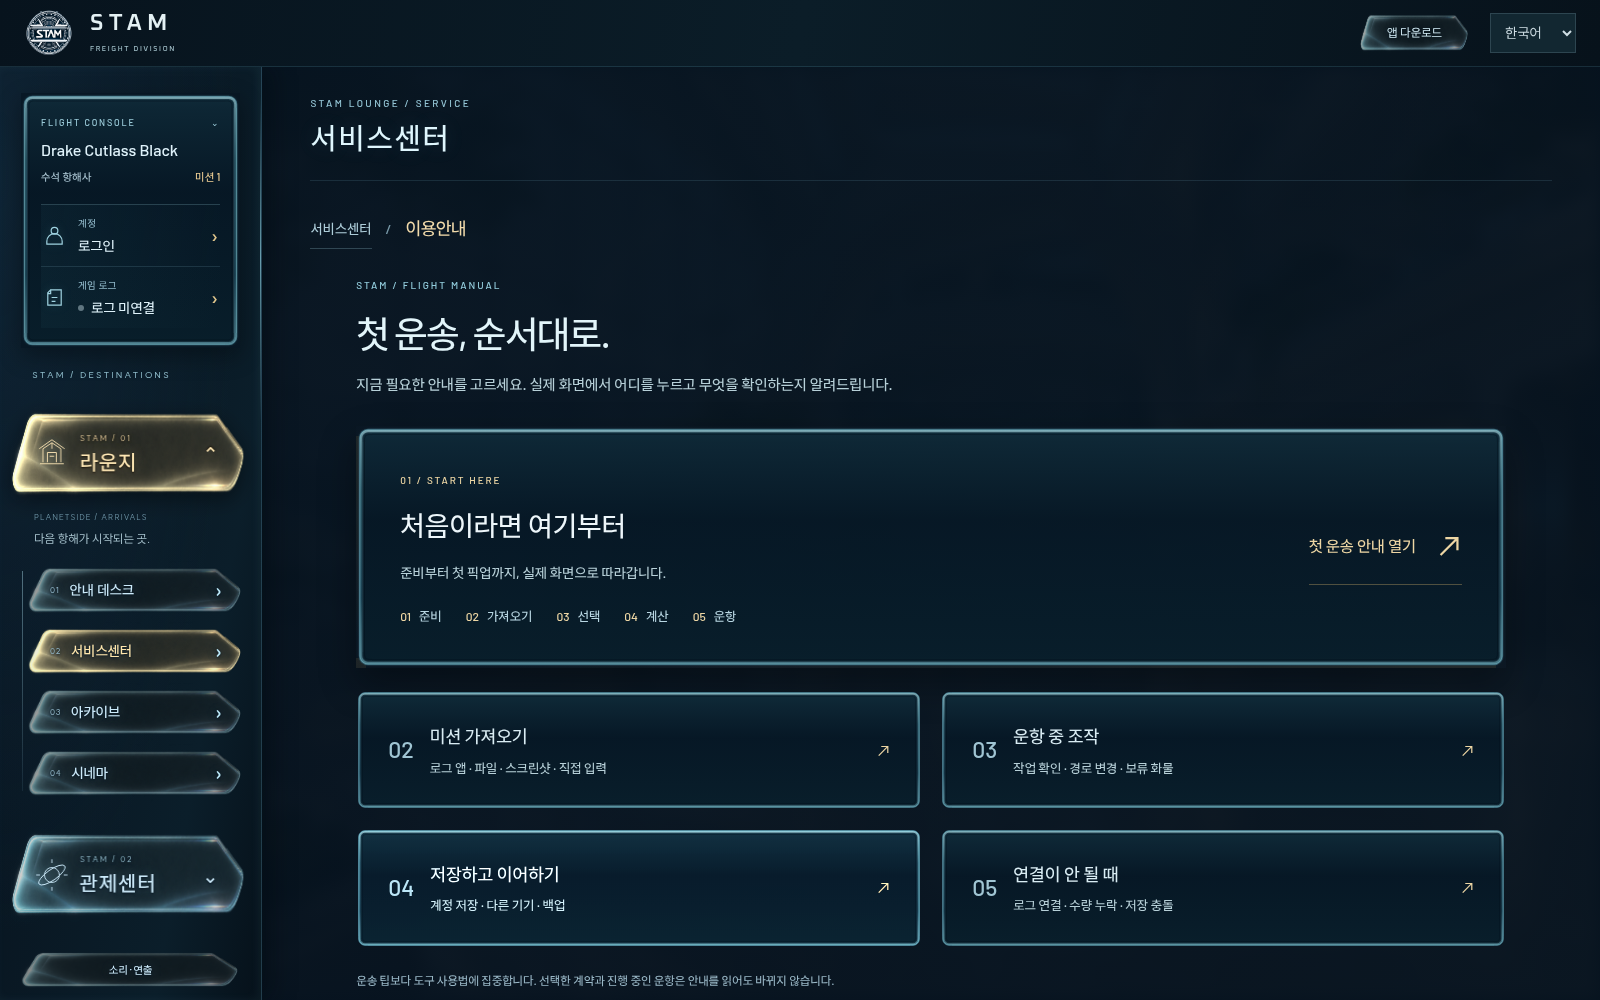 STAM
STAM
FREIGHT DIVISION
앱 다운로드
한국어
FLIGHT CONSOLE
Drake Cutlass Black
수석 항해사
미션 1
계정
로그인
게임 로그
로그 미연결
STAM / DESTINATIONS
STAM / 01
라운지
PLANETSIDE / ARRIVALS
다음 항해가 시작되는 곳.
01 안내 데스크
02 서비스센터
03 아카이브
04 시네마
STAM / 02
관제센터
소리·연출
STAM LOUNGE / SERVICE
서비스센터
서비스센터 / 이용안내
STAM / FLIGHT MANUAL
첫 운송, 순서대로.
지금 필요한 안내를 고르세요. 실제 화면에서 어디를 누르고 무엇을 확인하는지 알려드립니다.
01 / START HERE
처음이라면 여기부터
준비부터 첫 픽업까지, 실제 화면으로 따라갑니다.
01 준비 02 가져오기 03 선택 04 계산 05 운항
첫 운송 안내 열기
02 미션 가져오기
로그 앱 · 파일 · 스크린샷 · 직접 입력
03 운항 중 조작
작업 확인 · 경로 변경 · 보류 화물
04 저장하고 이어하기
계정 저장 · 다른 기기 · 백업
05 연결이 안 될 때
로그 연결 · 수량 누락 · 저장 충돌
운송 팁보다 도구 사용법에 집중합니다. 선택한 계약과 진행 중인 운항은 안내를 읽어도 바뀌지 않습니다.